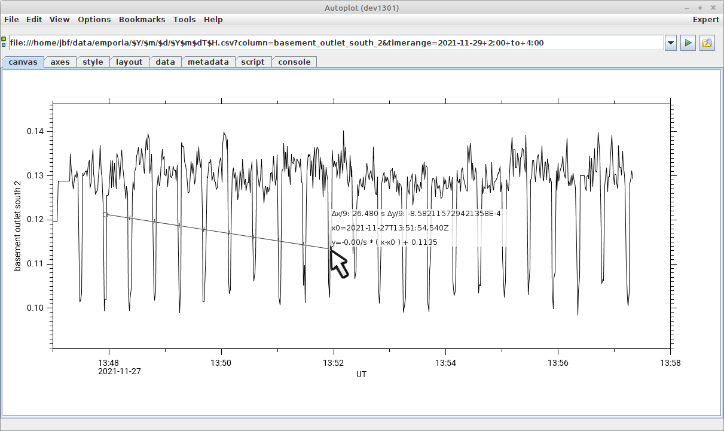 Autoplot (dev1301)
File Edit View Options Bookmarks Tools Help Expert
file:///home/jbf/data/emporia/$Y/$m/$d/$Y$m$dT$H.csv?column=basement_outlet_south_2&timerange=2021-11-29+2:00+to+4:00
canvas axes style layout data metadata script console
0.14
0.13
0.12
0.11
0.10
basement outlet south 2
Δx/9: 26.480 s Δy/9: -8.582115729421358E-4
x0=2021-11-27T13:51:54.540Z
y=-0.00/s * ( x-x0 ) + 0.1135
13:48 13:50 13:52 13:54 13:56 13:58
2021-11-27
UT